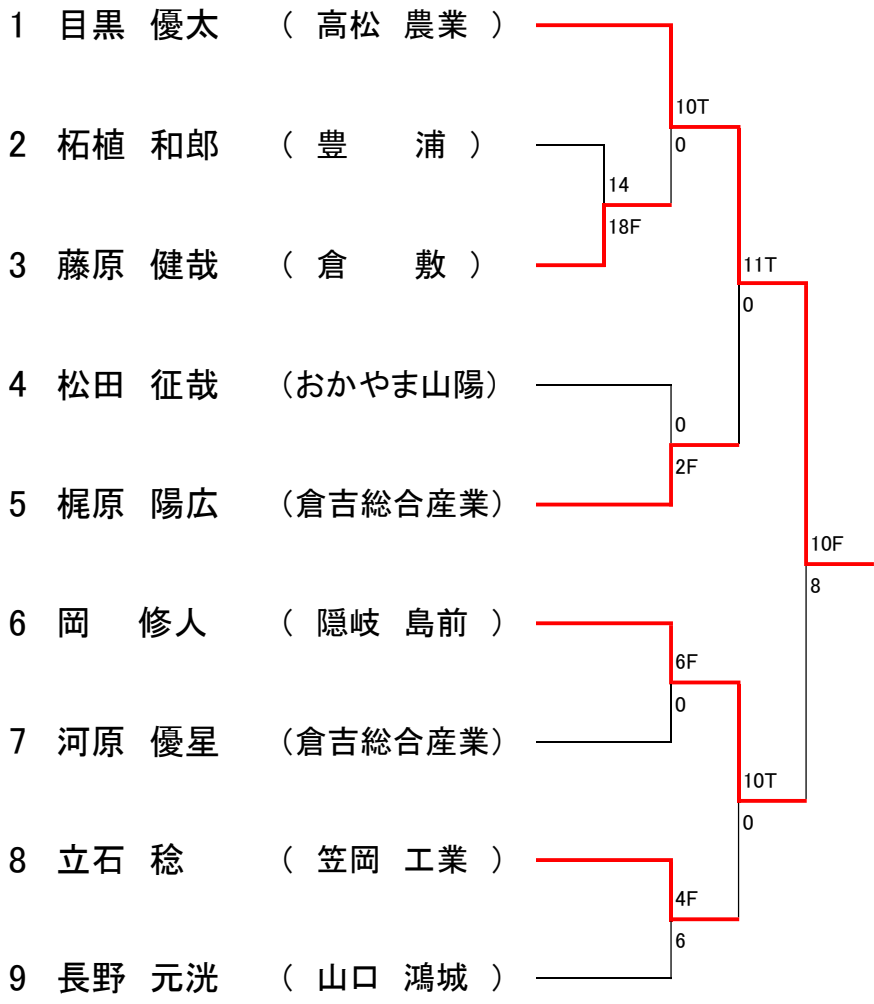 1 目黒 優太 ( 高松 農業 )
10T
2 柘植 和郎 ( 豊 浦 )
0
14
18F
3 藤原 健哉 ( 倉 敷 )
11T
0
4 松田 征哉 (おかやま山陽)
0
2F
5 梶原 陽広 (倉吉総合産業)
10F
8
6 岡 修人 ( 隠岐 島前 )
6F
0
7 河原 優星 (倉吉総合産業)
10T
0
8 立石 稔 ( 笠岡 工業 )
4F
6
9 長野 元洸 ( 山口 鴻城 )